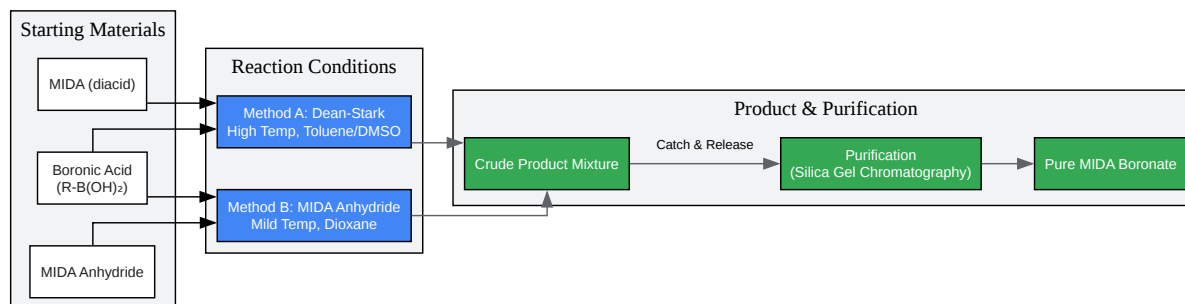 Starting Materials
MIDA (diacid)
Boronic Acid
(R-B(OH)₂)
MIDA Anhydride
Reaction Conditions
Method A: Dean-Stark
High Temp, Toluene/DMSO
Method B: MIDA Anhydride
Mild Temp, Dioxane
Product & Purification
Crude Product Mixture
Catch & Release
Purification
(Silica Gel Chromatography)
Pure MIDA Boronate